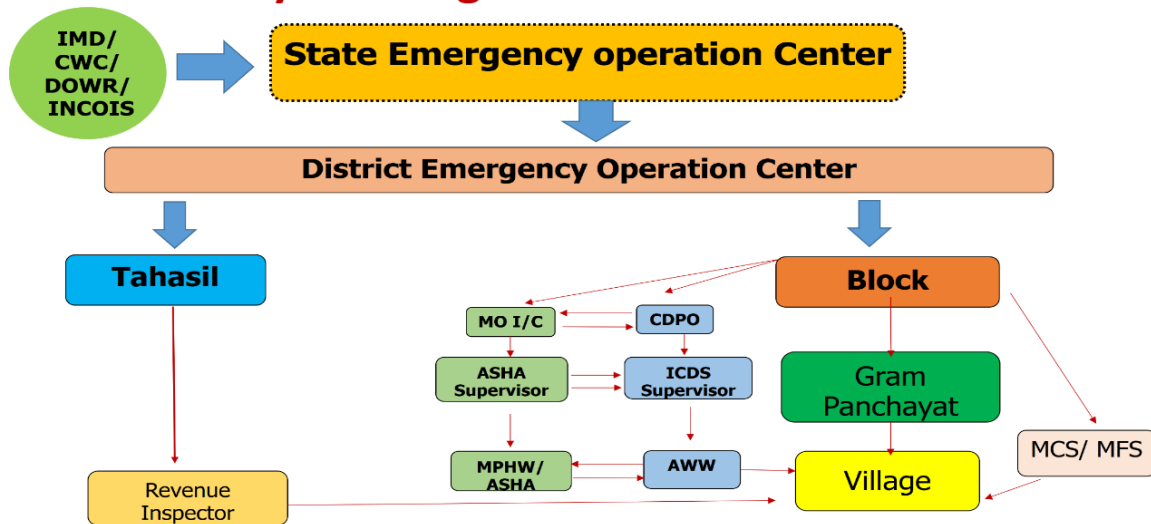 IMD/
CWC/
DOWR/
INCOIS
State Emergency operation Center
District Emergency Operation Center
Tahasil
Block
MO I/C
CDPO
ASHA
Supervisor
ICDS
Supervisor
Gram
Panchayat
MCS/ MFS
MPHW/
ASHA
AWW
Village
Revenue
Inspector